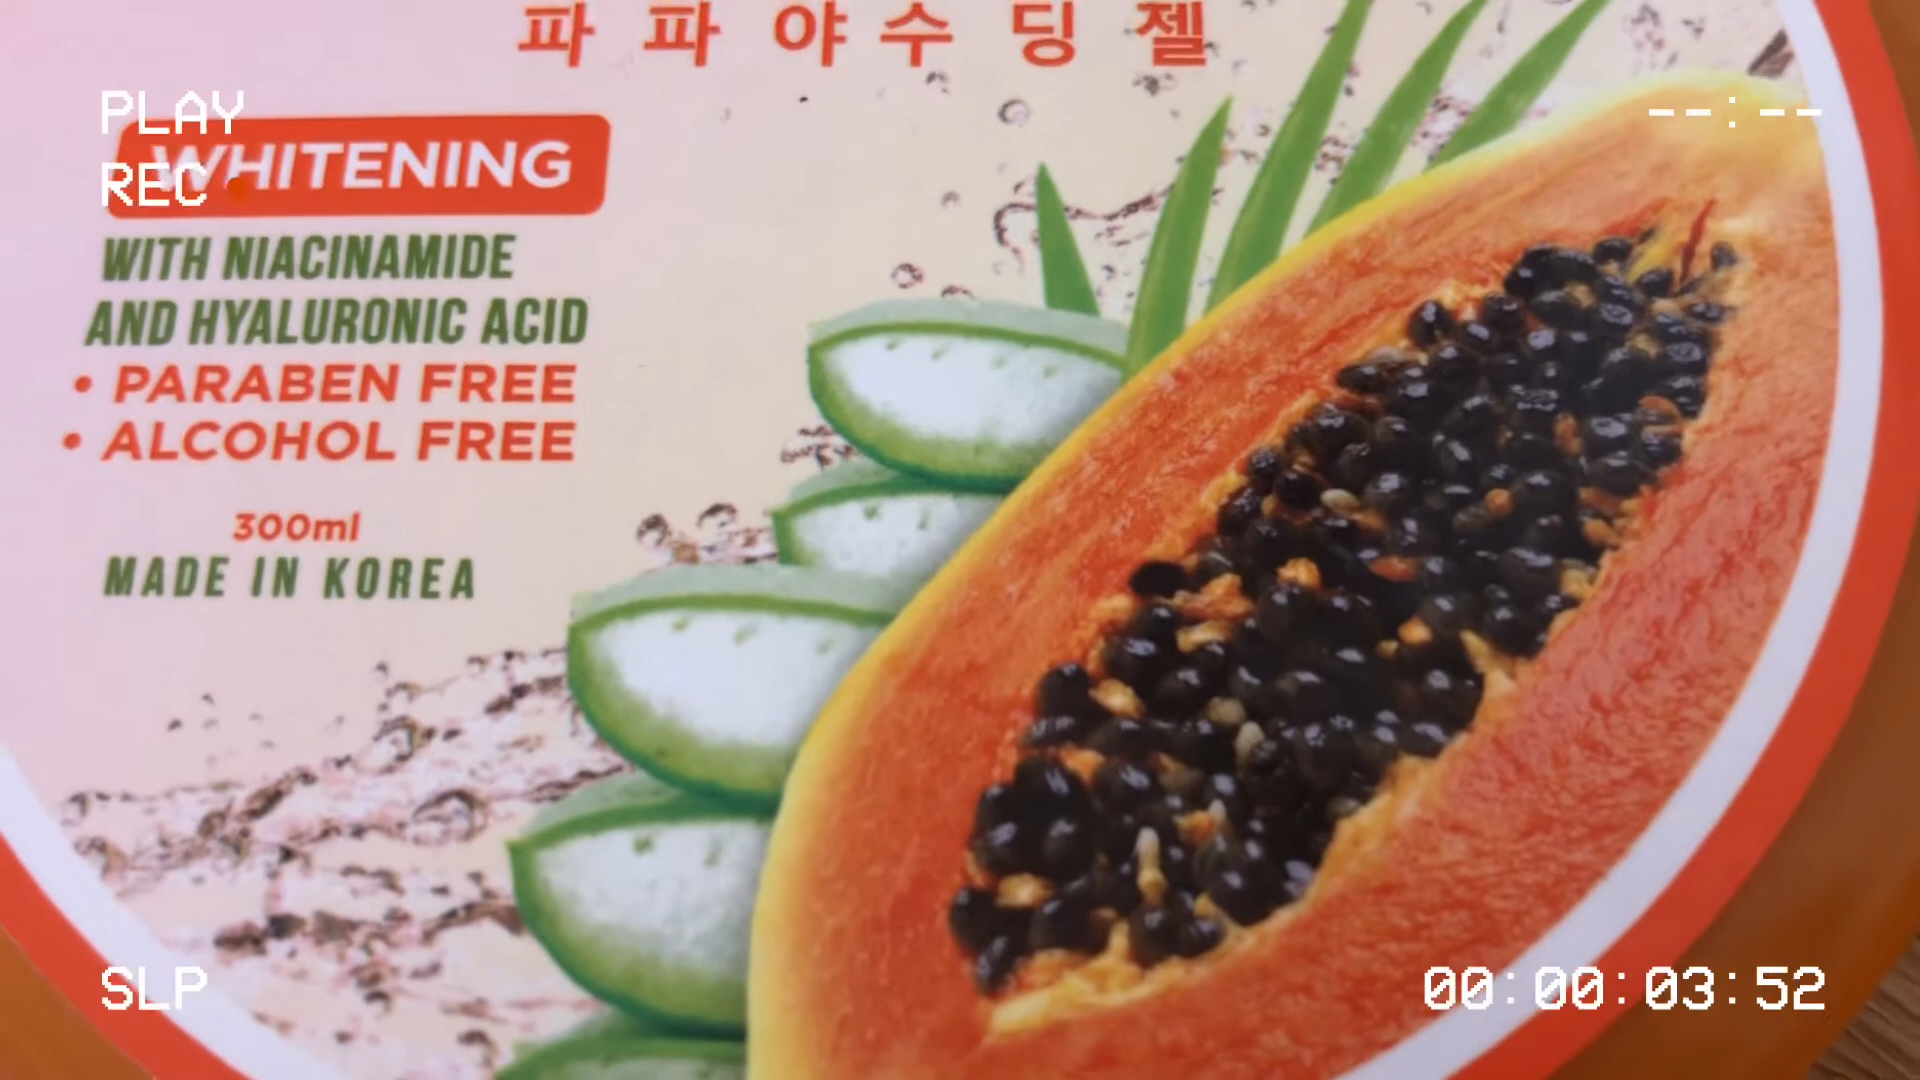 파파야수딩젤
PLAY
--:--
WHITENING
REC
WITH NIACINAMIDE
AND HYALURONIC ACID
• PARABEN FREE
• ALCOHOL FREE
300ml
MADE IN KOREA
SLP
00:00:03:52